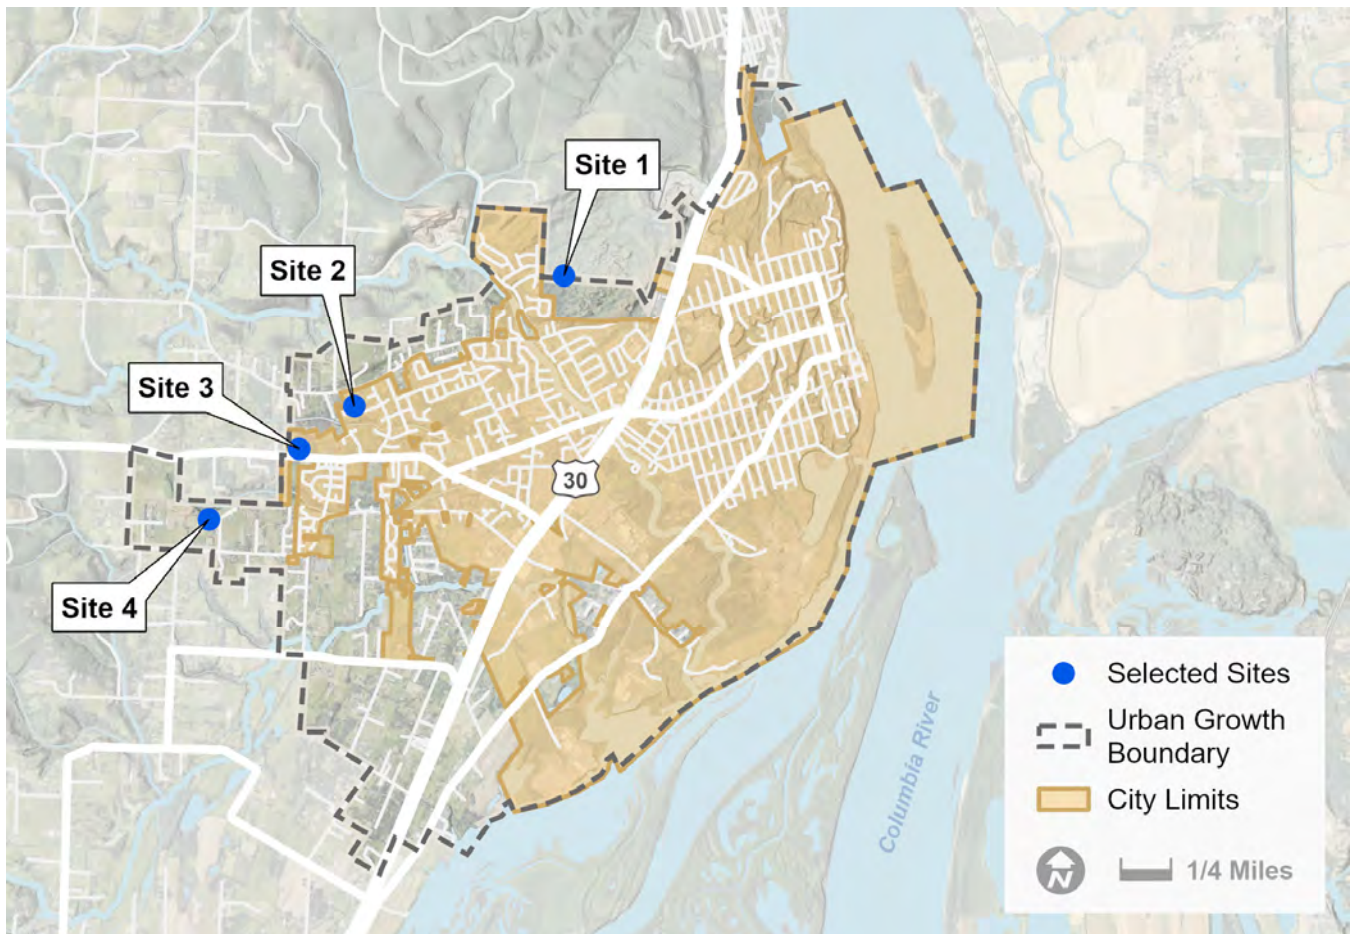 Site 1
Site 2
Site 3
30
Site 4
Columbia River
Selected Sites
Urban Growth
Boundary
City Limits
N
1/4 Miles